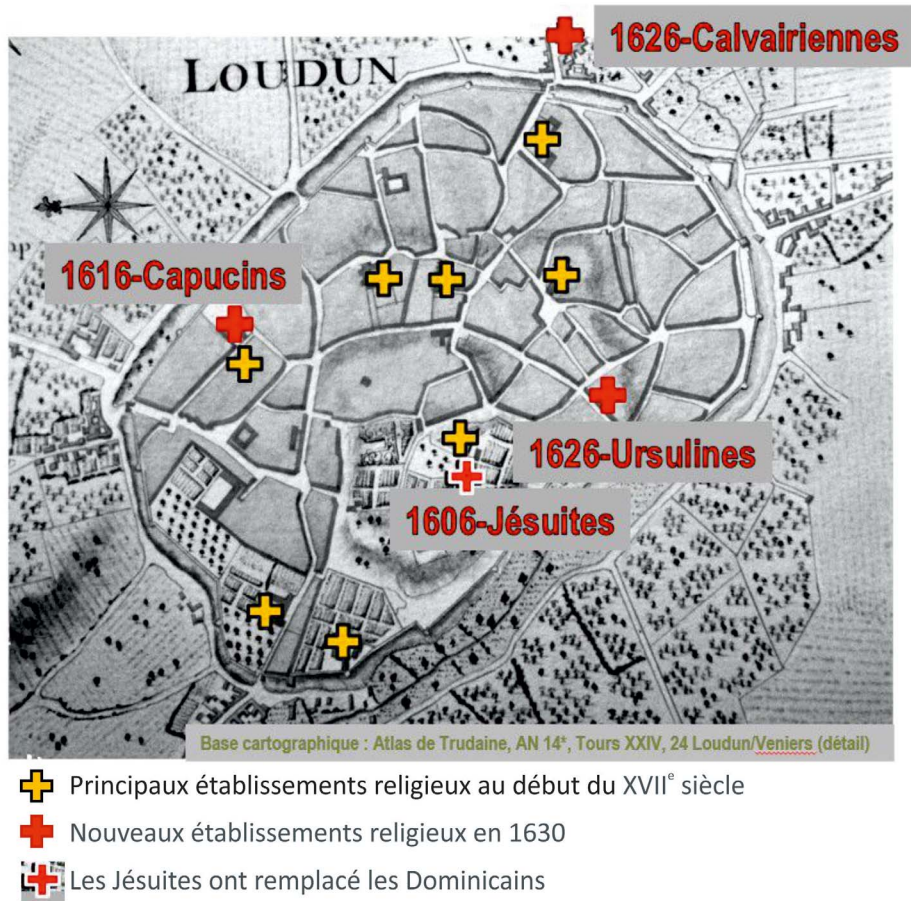 1626-Calvairiennes
LOUDUN
1616-Capucins
1626-Ursulines
1606-Jésuites
Base cartographique : Atlas de Trudaine, AN 14*, Tours XXIV, 24 Loudun/Veniers (détail)
Principaux établissements religieux au début du XVIIe siècle
Nouveaux établissements religieux en 1630
Les Jésuites ont remplacé les Dominicains